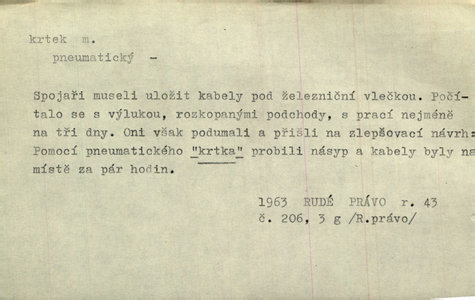 krtek m.
pneumatický -
Spojaři museli uložit kabely pod železniční vlečkou. Počí-
talo se s výlukou, rozkopanými podchody, s prací nejméně
na tři dny. Oni však podumali a přišli na zlepšovací návrh:
Pomocí pneumatického "krtka" probili násyp a kabely byly na
místě za pár hodin.
1963 RUDÉ PRÁVO r. 43
č. 206, 3 g /R.právo/